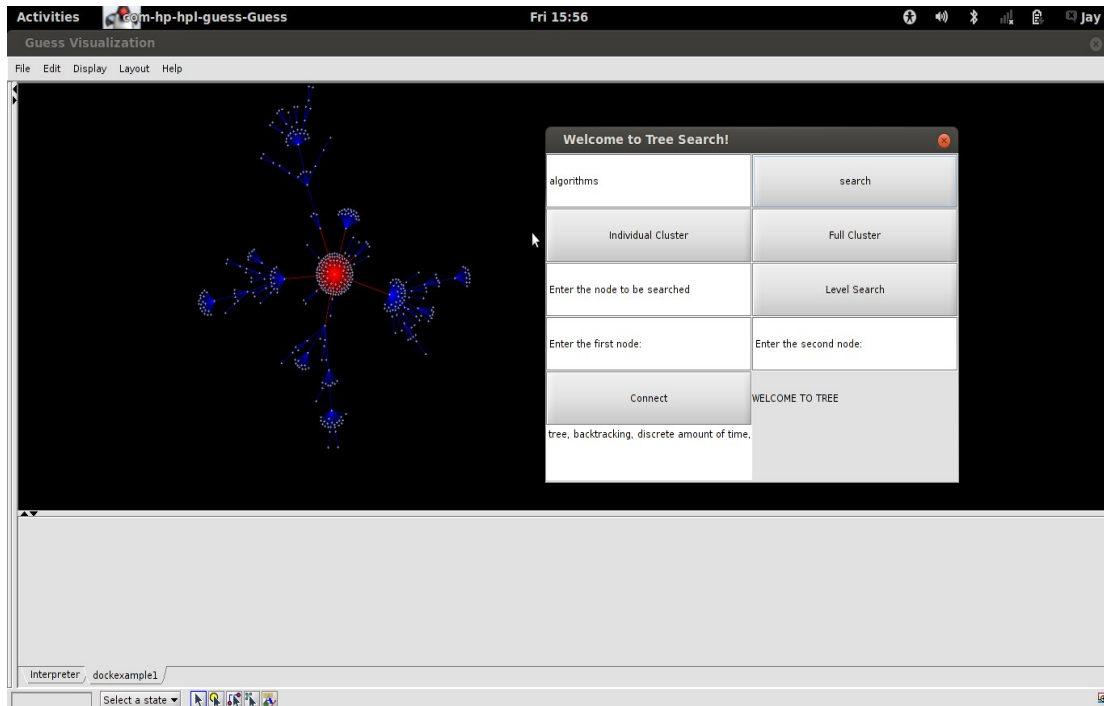 Activities com-hp-hpl-guess-Guess Fri 15:56 Jay
Guess Visualization
File Edit Display Layout Help
Welcome to Tree Search!
algorithms search
Individual Cluster Full Cluster
Enter the node to be searched Level Search
Enter the first node: Enter the second node:
Connect WELCOME TO TREE
tree, backtracking, discrete amount of time,
Interpreter dockexample1
Select a state